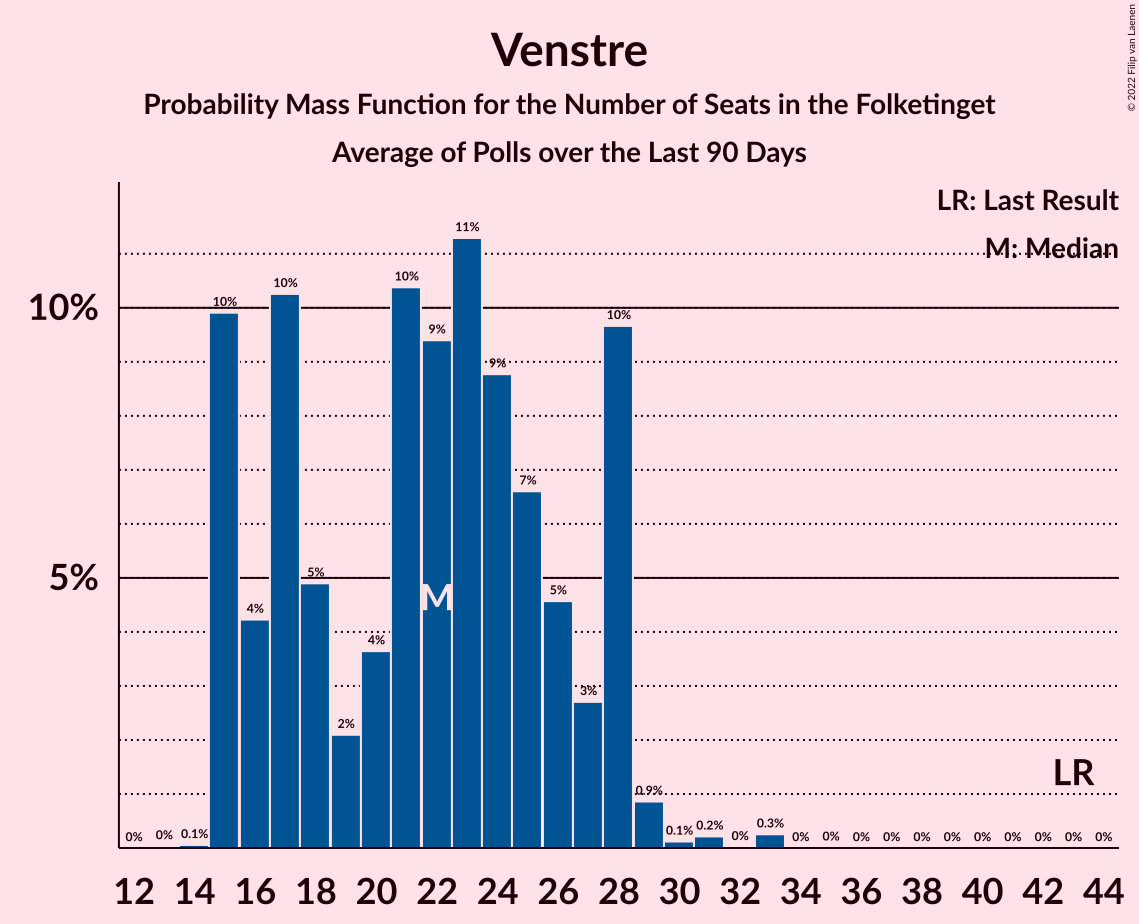 © 2022 Filip van Laenen
Venstre
Probability Mass Function for the Number of Seats in the Folketinget
Average of Polls over the Last 90 Days
LR: Last Result
M: Median
10%
5%
0% 0% 0.1% 10% 4% 10% 5% 2% 4% 10% 9% 11% 9% 7% 5% 3% 10% 0.9% 0.1% 0.2% 0% 0.3% 0% 0% 0% 0% 0% 0% 0% 0% 0% 0% 0%
M
LR
12 14 16 18 20 22 24 26 28 30 32 34 36 38 40 42 44